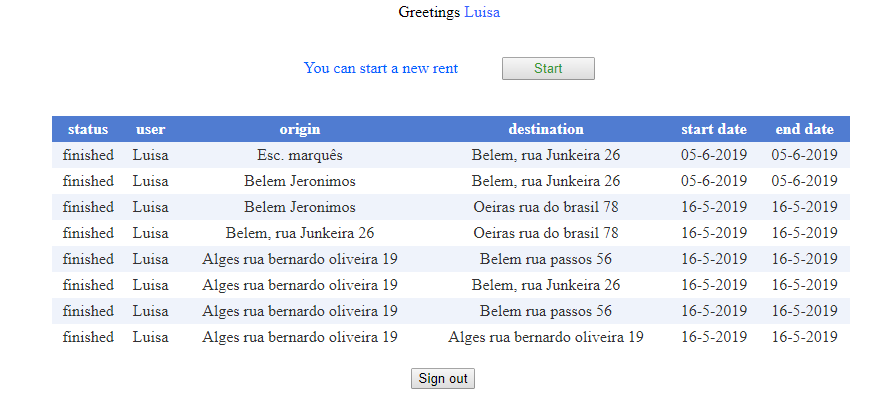 Greetings Luisa
You can start a new rent Start
status user origin destination start date end date
finished Luisa Esc. marquês Belem, rua Junkeira 26 05-6-2019 05-6-2019
finished Luisa Belem Jeronimos Belem, rua Junkeira 26 05-6-2019 05-6-2019
finished Luisa Belem Jeronimos Oeiras rua do brasil 78 16-5-2019 16-5-2019
finished Luisa Belem, rua Junkeira 26 Oeiras rua do brasil 78 16-5-2019 16-5-2019
finished Luisa Alges rua bernardo oliveira 19 Belem rua passos 56 16-5-2019 16-5-2019
finished Luisa Alges rua bernardo oliveira 19 Belem, rua Junkeira 26 16-5-2019 16-5-2019
finished Luisa Alges rua bernardo oliveira 19 Belem rua passos 56 16-5-2019 16-5-2019
finished Luisa Alges rua bernardo oliveira 19 Alges rua bernardo oliveira 19 16-5-2019 16-5-2019
Sign out